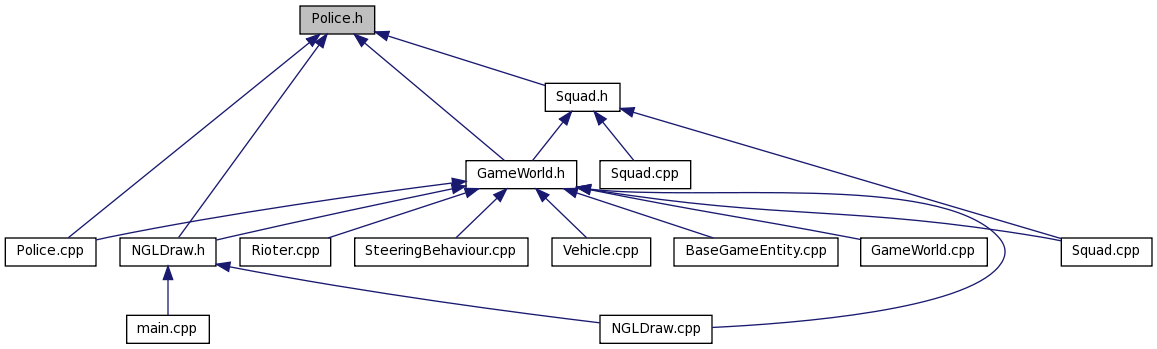 Police.h
Squad.h
GameWorld.h
Squad.cpp
Police.cpp
NGLDraw.h
Rioter.cpp
SteeringBehaviour.cpp
Vehicle.cpp
BaseGameEntity.cpp
GameWorld.cpp
Squad.cpp
main.cpp
NGLDraw.cpp